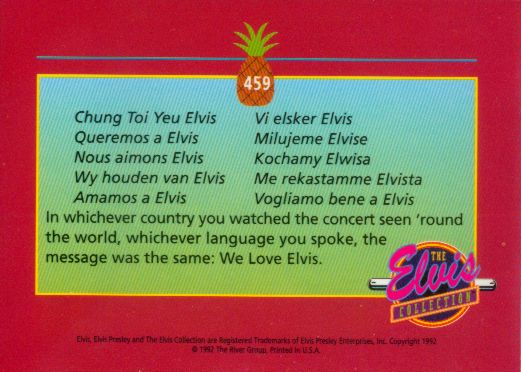 459
Chung Toi Yeu Elvis
Vi elsker Elvis
Queremos a Elvis
Milujeme Elvise
Nous aimons Elvis
Kochamy Elwisa
Wy houden van Elvis
Me rekastamme Elvista
Amamos a Elvis
Vogliamo bene a Elvis
In whichever country you watched the concert seen ’round
the world, whichever language you spoke, the
message was the same: We Love Elvis.
THE
Elvis
COLLECTION
Elvis, Elvis Presley and The Elvis Collection are Registered Trademarks of Elvis Presley Enterprises, Inc. Copyright 1992
© 1992 The River Group, Printed in U.S.A.